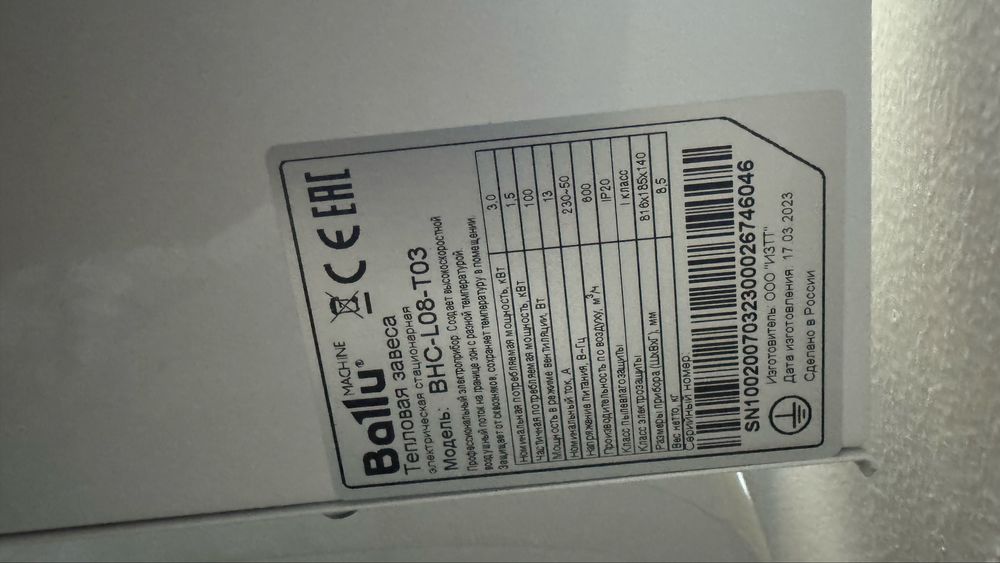 Ballu® MACHINE
CE EAC
Тепловая завеса
электрическая стационарная
Модель: BHC-L08-T03
Профессиональный электроприбор. Создает высокоскоростной
воздушный поток на границе зон с разной температурой.
Защищает от сквозняков, сохраняет температуру в помещении.
Номинальная потребляемая мощность, кВт 3,0
Частичная потребляемая мощность, кВт 1,5
Мощность в режиме вентиляции, Вт 100
Номинальный ток, А 13
Напряжение питания, В~Гц 230~50
Производительность по воздуху, м³/ч 600
Класс пылевлагозащиты IP20
Класс электрозащиты I класс
Размеры прибора (ШхВхГ), мм 816x185x140
Вес нетто, кг 8.5
Серийный номер
SN1002007032300026746046
Изготовитель: ООО "ИЗТТ"
Дата изготовления 17.03.2023
Сделано в России